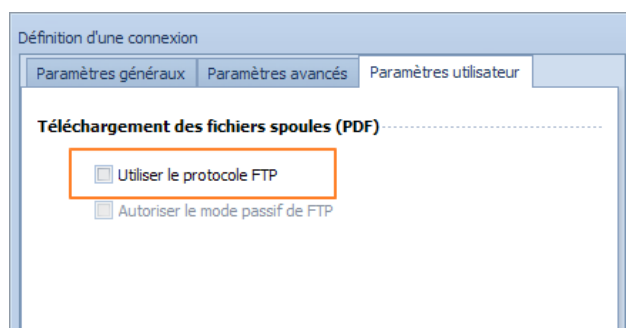 Définition d'une connexion
Paramètres généraux Paramètres avancés Paramètres utilisateur
Téléchargement des fichiers spoules (PDF)
Utiliser le protocole FTP
Autoriser le mode passif de FTP